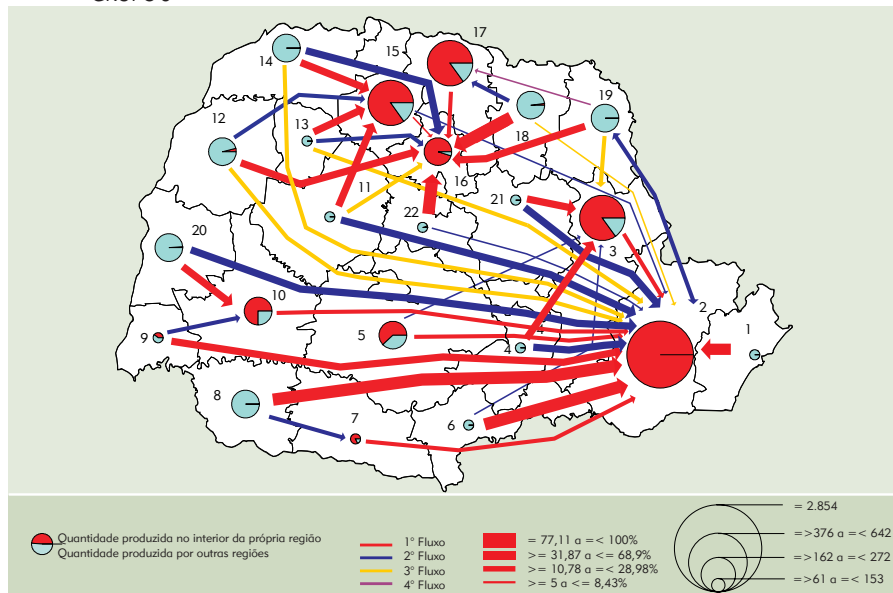 17
15
14
19
13
12
18
11
16
21
22
20
3
2
10
1
5
4
9
8
7
6
Quantidade produzida no interior da própria região
Quantidade produzida por outras regiões
1° Fluxo
2° Fluxo
3° Fluxo
4° Fluxo
= 77,11 a =< 100%
>= 31,87 a <= 68,9%
>= 10,78 a =< 28,98%
>= 5 a <= 8,43%
= 2.854
=>376 a =< 642
=>162 a =< 272
=>61 a =< 153